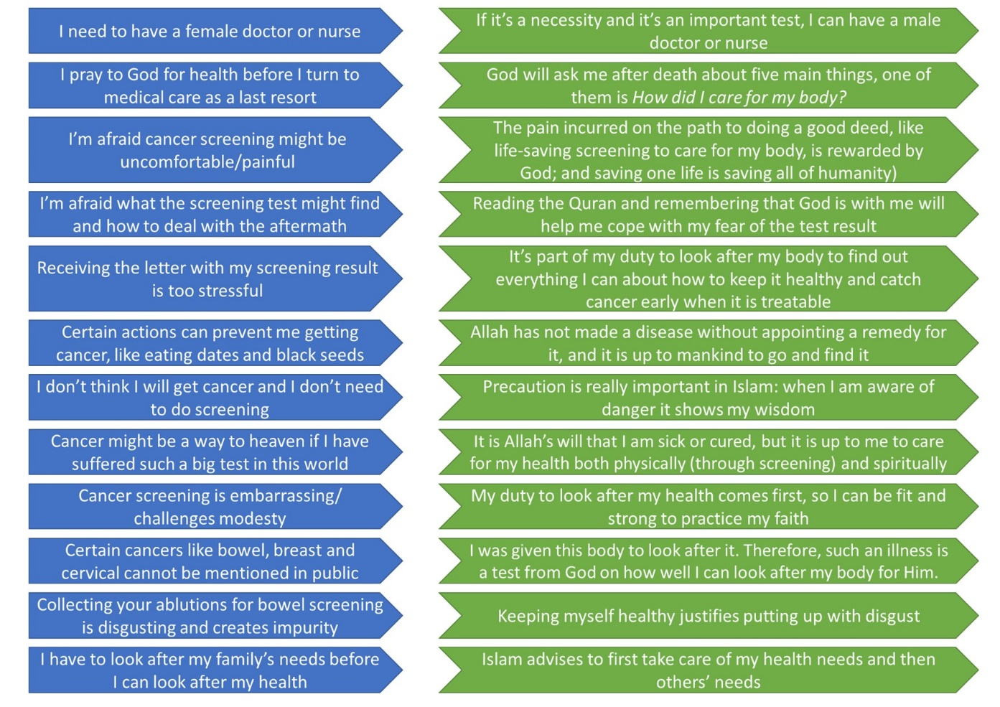 I need to have a female doctor or nurse
If it’s a necessity and it’s an important test, I can have a male
doctor or nurse
I pray to God for health before I turn to
medical care as a last resort
God will ask me after death about five main things, one of
them is How did I care for my body?
I’m afraid cancer screening might be
uncomfortable/painful
The pain incurred on the path to doing a good deed, like
life-saving screening to care for my body, is rewarded by
God; and saving one life is saving all of humanity)
I’m afraid what the screening test might find
and how to deal with the aftermath
Reading the Quran and remembering that God is with me will
help me cope with my fear of the test result
Receiving the letter with my screening result
is too stressful
It’s part of my duty to look after my body to find out
everything I can about how to keep it healthy and catch
cancer early when it is treatable
Certain actions can prevent me getting
cancer, like eating dates and black seeds
Allah has not made a disease without appointing a remedy for
it, and it is up to mankind to go and find it
I don’t think I will get cancer and I don’t need
to do screening
Precaution is really important in Islam: when I am aware of
danger it shows my wisdom
Cancer might be a way to heaven if I have
suffered such a big test in this world
It is Allah’s will that I am sick or cured, but it is up to me to care
for my health both physically (through screening) and spiritually
Cancer screening is embarrassing/
challenges modesty
My duty to look after my health comes first, so I can be fit and
strong to practice my faith
Certain cancers like bowel, breast and
cervical cannot be mentioned in public
I was given this body to look after it. Therefore, such an illness is
a test from God on how well I can look after my body for Him.
Collecting your ablutions for bowel screening
is disgusting and creates impurity
Keeping myself healthy justifies putting up with disgust
I have to look after my family’s needs before
I can look after my health
Islam advises to first take care of my health needs and then
others’ needs